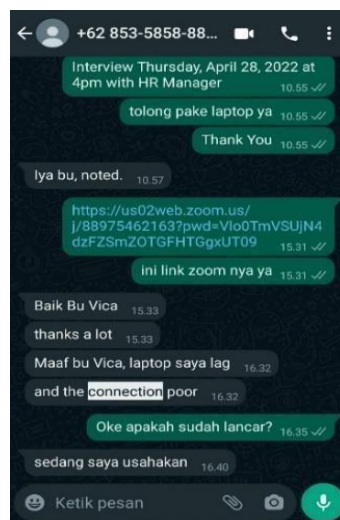 +62 853-5858-88...
Interview Thursday, April 28, 2022 at
4pm with HR Manager
10.55
tolong pake laptop ya 10.55
Thank You 10.55
Iya bu, noted. 10.57
https://us02web.zoom.us/
j/88975462163?pwd=Vlo0TmVSUjN4
dzFZSmZOTGFHTGgxUT09 15.31
ini link zoom nya ya 15.31
Baik Bu Vica 15.33
thanks a lot 15.33
Maaf bu Vica, laptop saya lag 16.32
and the connection poor 16.32
Oke apakah sudah lancar? 16.35
sedang saya usahakan 16.40
Ketik pesan